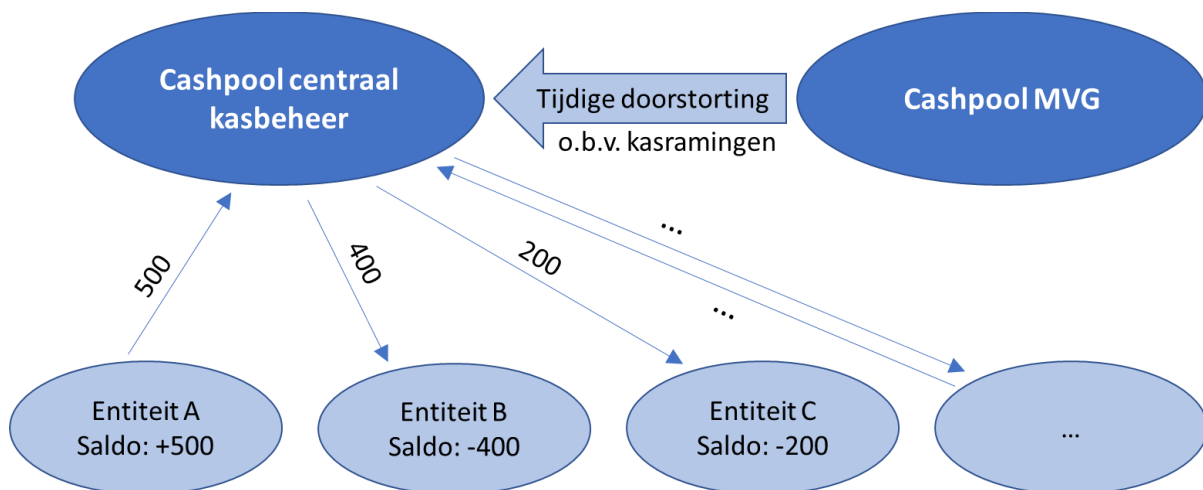 Cashpool centraal
kasbeheer
Tijdige doorstorting
o.b.v. kasramingen
Cashpool MVG
500
400
200
...
...
Entiteit A
Saldo: +500
Entiteit B
Saldo: -400
Entiteit C
Saldo: -200
...